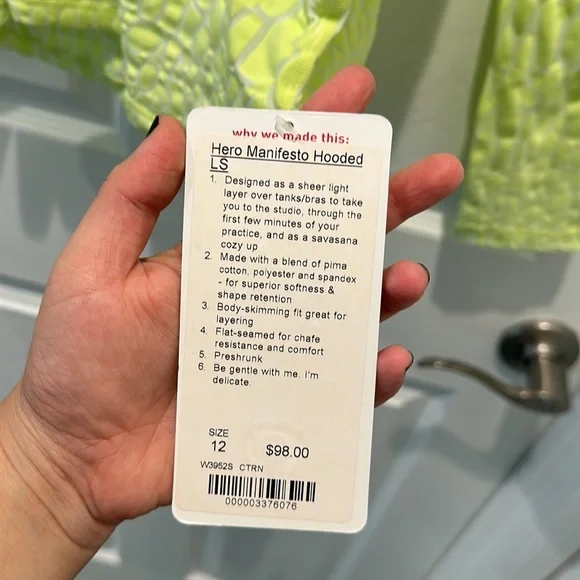 why we made this:
Hero Manifesto Hooded
LS
1. Designed as a sheer light
layer over tanks/bras to take
you to the studio, through the
first few minutes of your
practice, and as a savasana
cozy up
2. Made with a blend of pima
cotton, polyester and spandex
- for superior softness &
shape retention
3. Body-skimming fit great for
layering
4. Flat-seamed for chafe
resistance and comfort
5. Preshrunk
6. Be gentle with me. I'm
delicate.
SIZE
12 $98.00
W3952S CTRN
000003376076